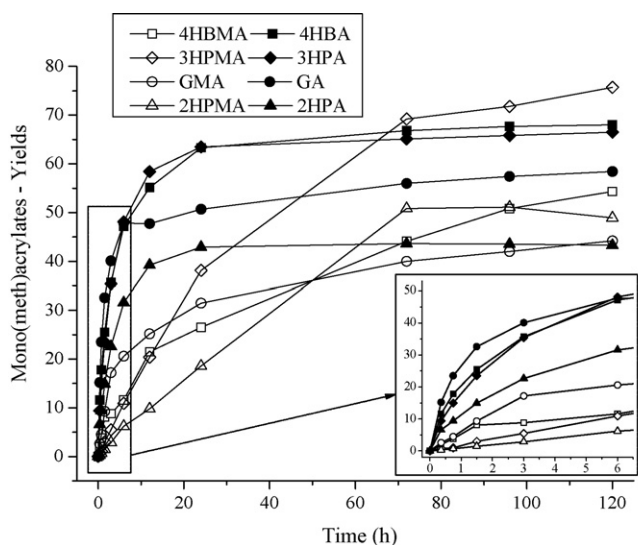 4HBMA 4HBA
3HPMA 3HPA
GMA GA
2HPMA 2HPA
Mono(meth)acrylates - Yields
80
70
60
50
40
30
20
10
0
0 20 40 60 80 100 120
Time (h)
50
40
30
20
10
0
0 1 2 3 4 5 6